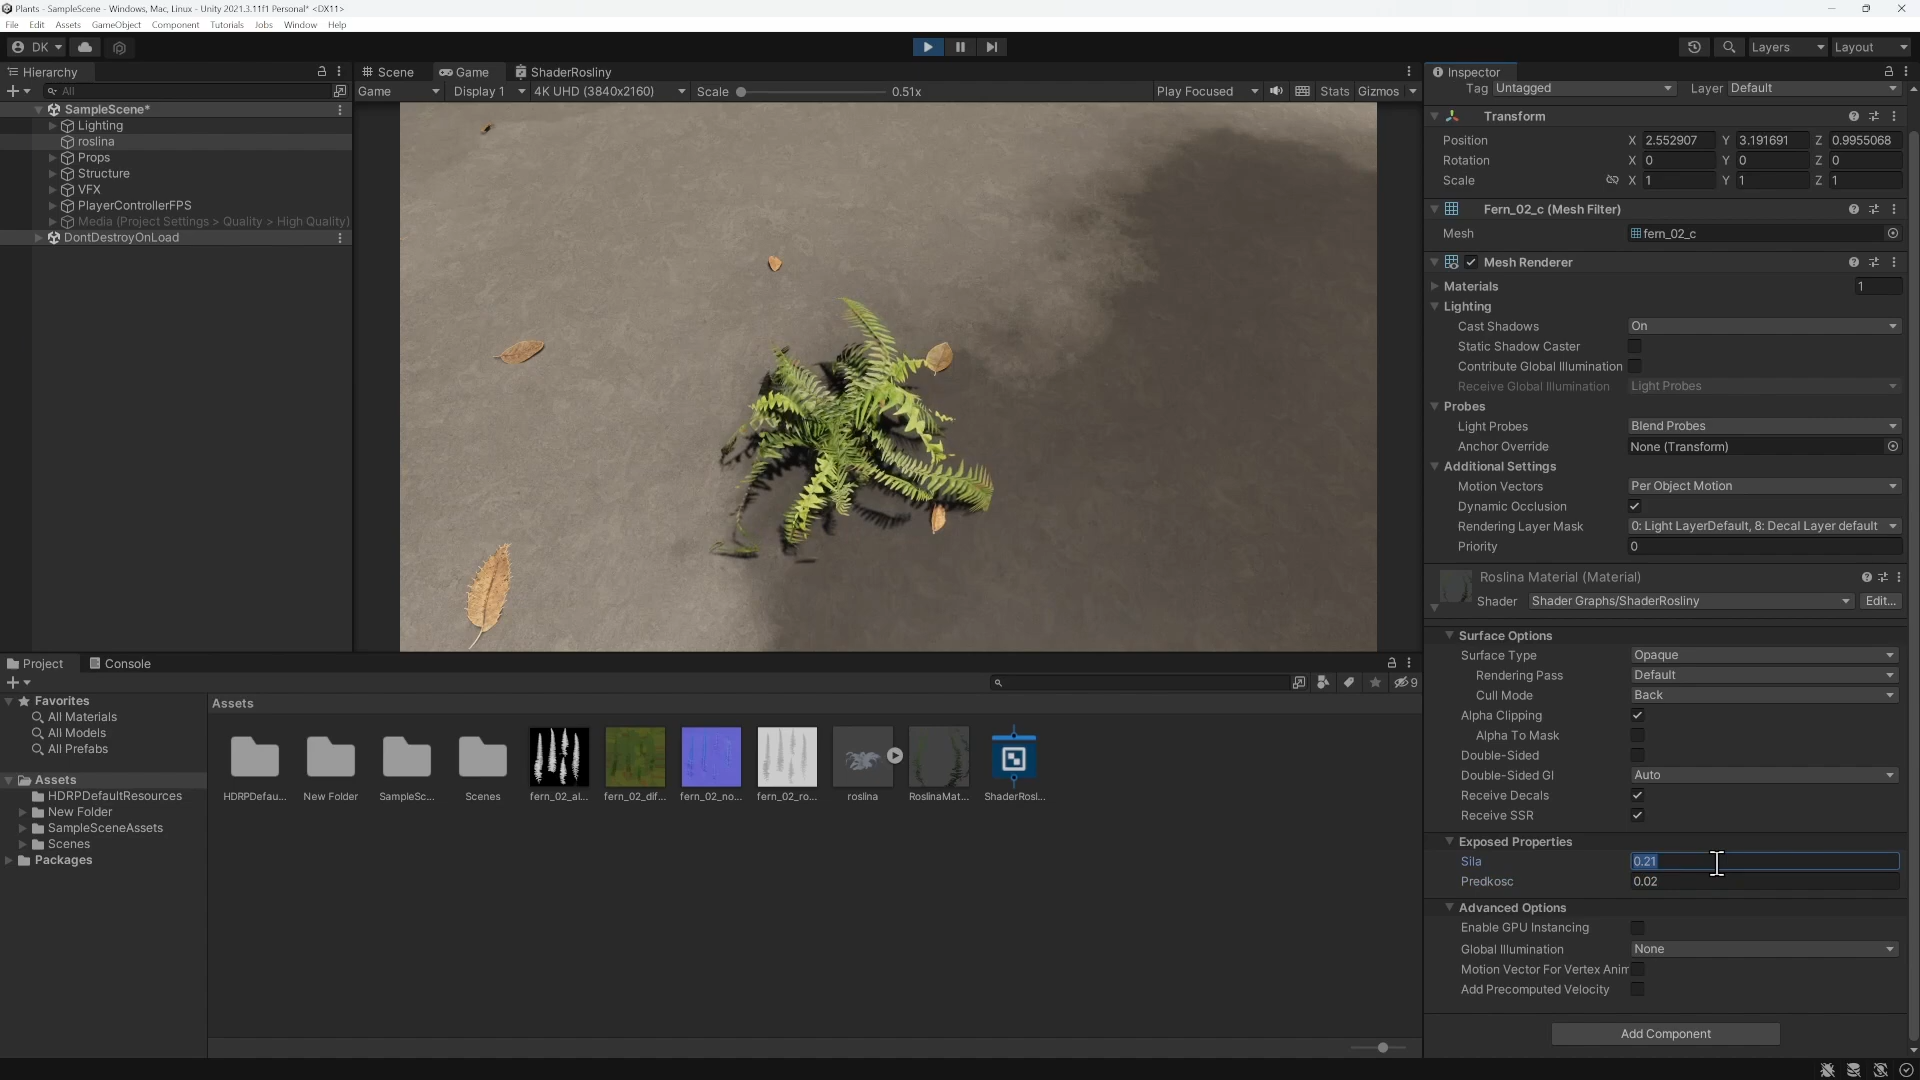 Plants - SampleScene - Windows, Mac, Linux - Unity 2021.3.11f1 Personal* <DX11>
File Edit Assets GameObject Component Tutorials Jobs Window Help
DK Layers Layout
Hierarchy
All
SampleScene*
Lighting
roslina
Props
Structure
VFX
PlayerControllerFPS
Media (Project Settings > Quality > High Quality)
DontDestroyOnLoad
Scene Game ShaderRosliny
Game Display 1 4K UHD (3840x2160) Scale 0.51x Play Focused Stats Gizmos
Inspector
Tag Untagged Layer Default
Transform
Position X 2.552907 Y 3.191691 Z 0.9955068
Rotation X 0 Y 0 Z 0
Scale X 1 Y 1 Z 1
Fern_02_c (Mesh Filter)
Mesh fern_02_c
Mesh Renderer
Materials 1
Lighting
Cast Shadows On
Static Shadow Caster
Contribute Global Illumination
Receive Global Illumination Light Probes
Probes
Light Probes Blend Probes
Anchor Override None (Transform)
Additional Settings
Motion Vectors Per Object Motion
Dynamic Occlusion
Rendering Layer Mask 0: Light LayerDefault, 8: Decal Layer default
Priority 0
Roslina Material (Material)
Shader Shader Graphs/ShaderRosliny Edit...
Surface Options
Surface Type Opaque
Rendering Pass Default
Cull Mode Back
Alpha Clipping
Alpha To Mask
Double-Sided
Double-Sided GI Auto
Receive Decals
Receive SSR
Exposed Properties
Sila 0.21
Predkosc 0.02
Advanced Options
Enable GPU Instancing
Global Illumination None
Motion Vector For Vertex Anim
Add Precomputed Velocity
Add Component
Project Console
9
Favorites
All Materials
All Models
All Prefabs
Assets
HDRPDefaultResources
New Folder
SampleSceneAssets
Scenes
Packages
Assets
HDRPDefau... New Folder SampleSc... Scenes fern_02_al... fern_02_dif... fern_02_no... fern_02_ro... roslina RoslinaMat... ShaderRosl...